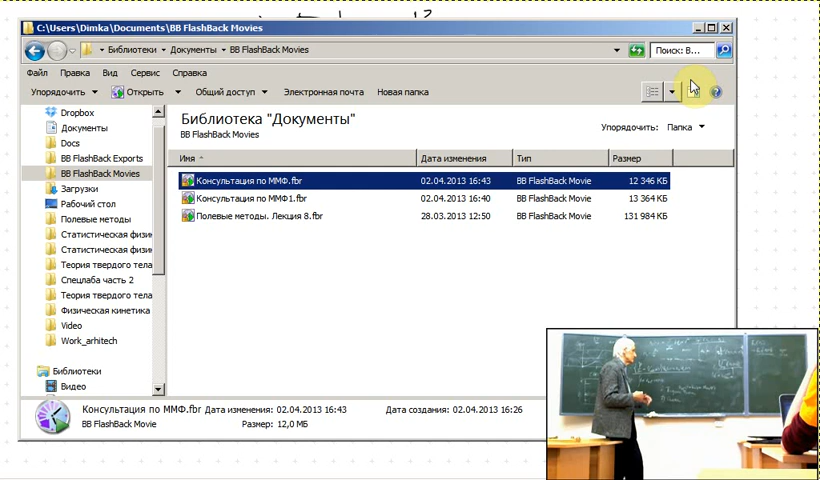 C:\Users\Dimka\Documents\BB FlashBack Movies
Библиотеки Документы BB FlashBack Movies
Поиск: B...
Файл Правка Вид Сервис Справка
Упорядочить Открыть Общий доступ Электронная почта Новая папка
Dropbox
Документы
Docs
BB FlashBack Exports
BB FlashBack Movies
Загрузки
Рабочий стол
Полевые методы
Статистическая физи
Статистическая физи
Теория твердого тела
Спецлаба часть 2
Теория твердого тела
Физическая кинетика
Video
Work_arhitech
Библиотеки
Видео
Библиотека "Документы"
BB FlashBack Movies
Упорядочить: Папка
Имя Дата изменения Тип Размер
Консультация по ММФ.fbr 02.04.2013 16:43 BB FlashBack Movie 12 346 КБ
Консультация по ММФ1.fbr 02.04.2013 16:40 BB FlashBack Movie 13 364 КБ
Полевые методы. Лекция 8.fbr 28.03.2013 12:50 BB FlashBack Movie 131 984 КБ
Консультация по ММФ.fbr Дата изменения: 02.04.2013 16:43 Дата создания: 02.04.2013 16:26
BB FlashBack Movie Размер: 12,0 МБ